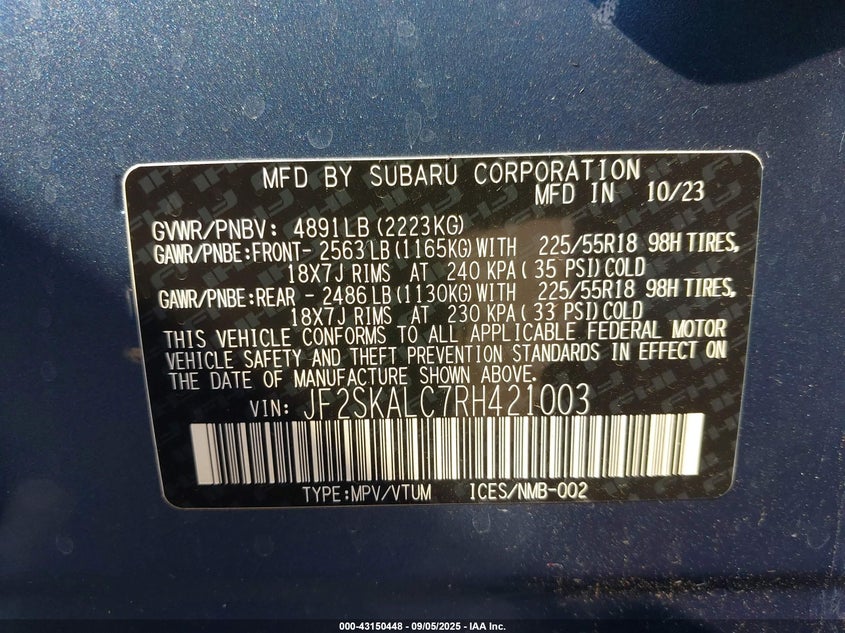 MFD BY SUBARU CORPORATION
MFD IN 10/23
GVWR/PNBV: 4891LB (2223KG)
GAWR/PNBE:FRONT- 2563LB (1165KG) WITH 225/55R18 98H TIRES,
18X7J RIMS AT 240 KPA (35 PSI) COLD
GAWR/PNBE:REAR - 2486LB (1130KG) WITH 225/55R18 98H TIRES,
18X7J RIMS AT 230 KPA (33 PSI) COLD
THIS VEHICLE CONFORMS TO ALL APPLICABLE FEDERAL MOTOR
VEHICLE SAFETY AND THEFT PREVENTION STANDARDS IN EFFECT ON
THE DATE OF MANUFACTURE SHOWN ABOVE.
VIN: JF2SKALC7RH421003
TYPE:MPV/VTUM ICES/NMB-002
000-43150448 - 09/05/2025 - IAA Inc.